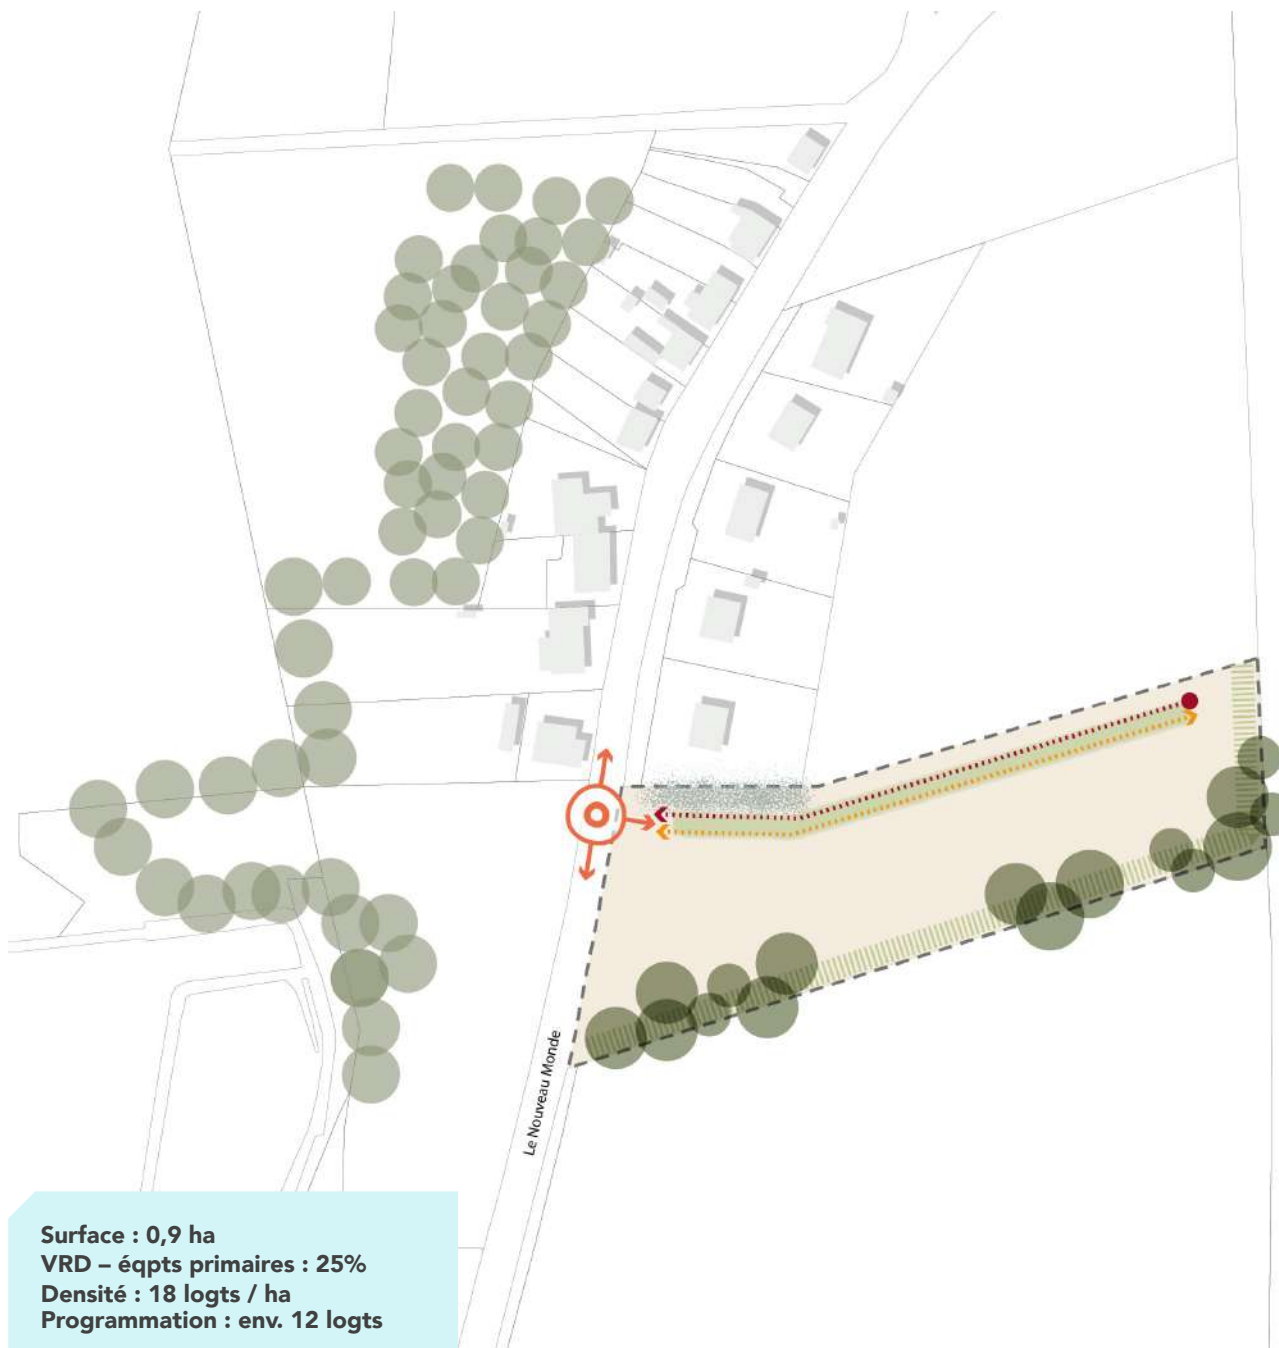 Le Nouveau Monde
Surface : 0,9 ha
VRD – éqpts primaires : 25%
Densité : 18 logts / ha
Programmation : env. 12 logts